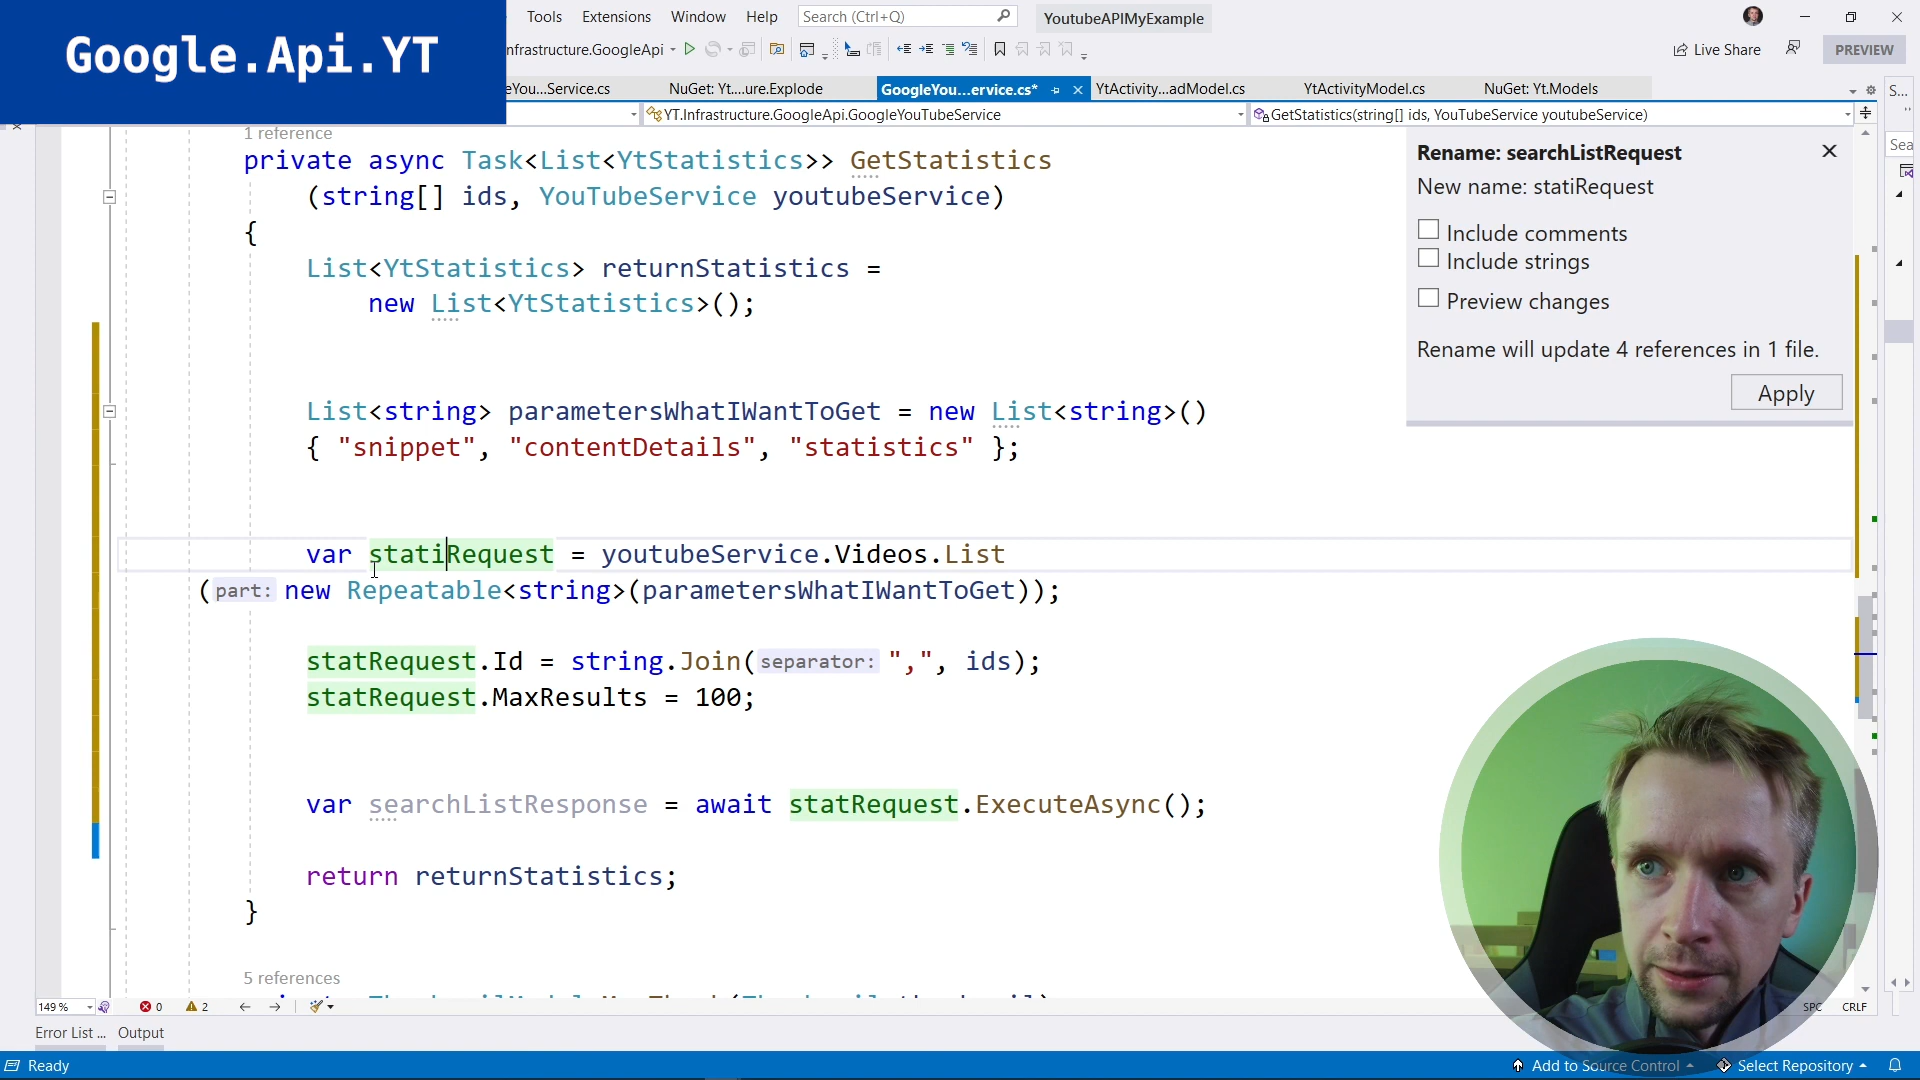 Google.Api.YT
Tools Extensions Window Help Search (Ctrl+Q) YoutubeAPIMyExample
nfrastructure.GoogleApi Live Share PREVIEW
eYou...Service.cs NuGet: Yt....ure.Explode GoogleYou...ervice.cs* YtActivity...adModel.cs YtActivityModel.cs NuGet: Yt.Models S...
YT.Infrastructure.GoogleApi.GoogleYouTubeService GetStatistics(string[] ids, YouTubeService youtubeService)
Sea
1 reference
private async Task<List<YtStatistics>> GetStatistics
(string[] ids, YouTubeService youtubeService)
{
List<YtStatistics> returnStatistics =
new List<YtStatistics>();
List<string> parametersWhatIWantToGet = new List<string>()
{ "snippet", "contentDetails", "statistics" };
var statiRequest = youtubeService.Videos.List
(part: new Repeatable<string>(parametersWhatIWantToGet));
statRequest.Id = string.Join(separator: ",", ids);
statRequest.MaxResults = 100;
var searchListResponse = await statRequest.ExecuteAsync();
return returnStatistics;
}
5 references
Rename: searchListRequest
New name: statiRequest
Include comments
Include strings
Preview changes
Rename will update 4 references in 1 file.
Apply
149 % 0 2 SPC CRLF
Error List ... Output
Ready Add to Source Control Select Repository